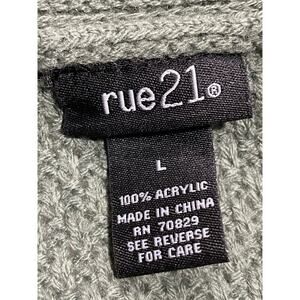 rue21®
L
100% ACRYLIC
MADE IN CHINA
RN 70829
SEE REVERSE
FOR CARE